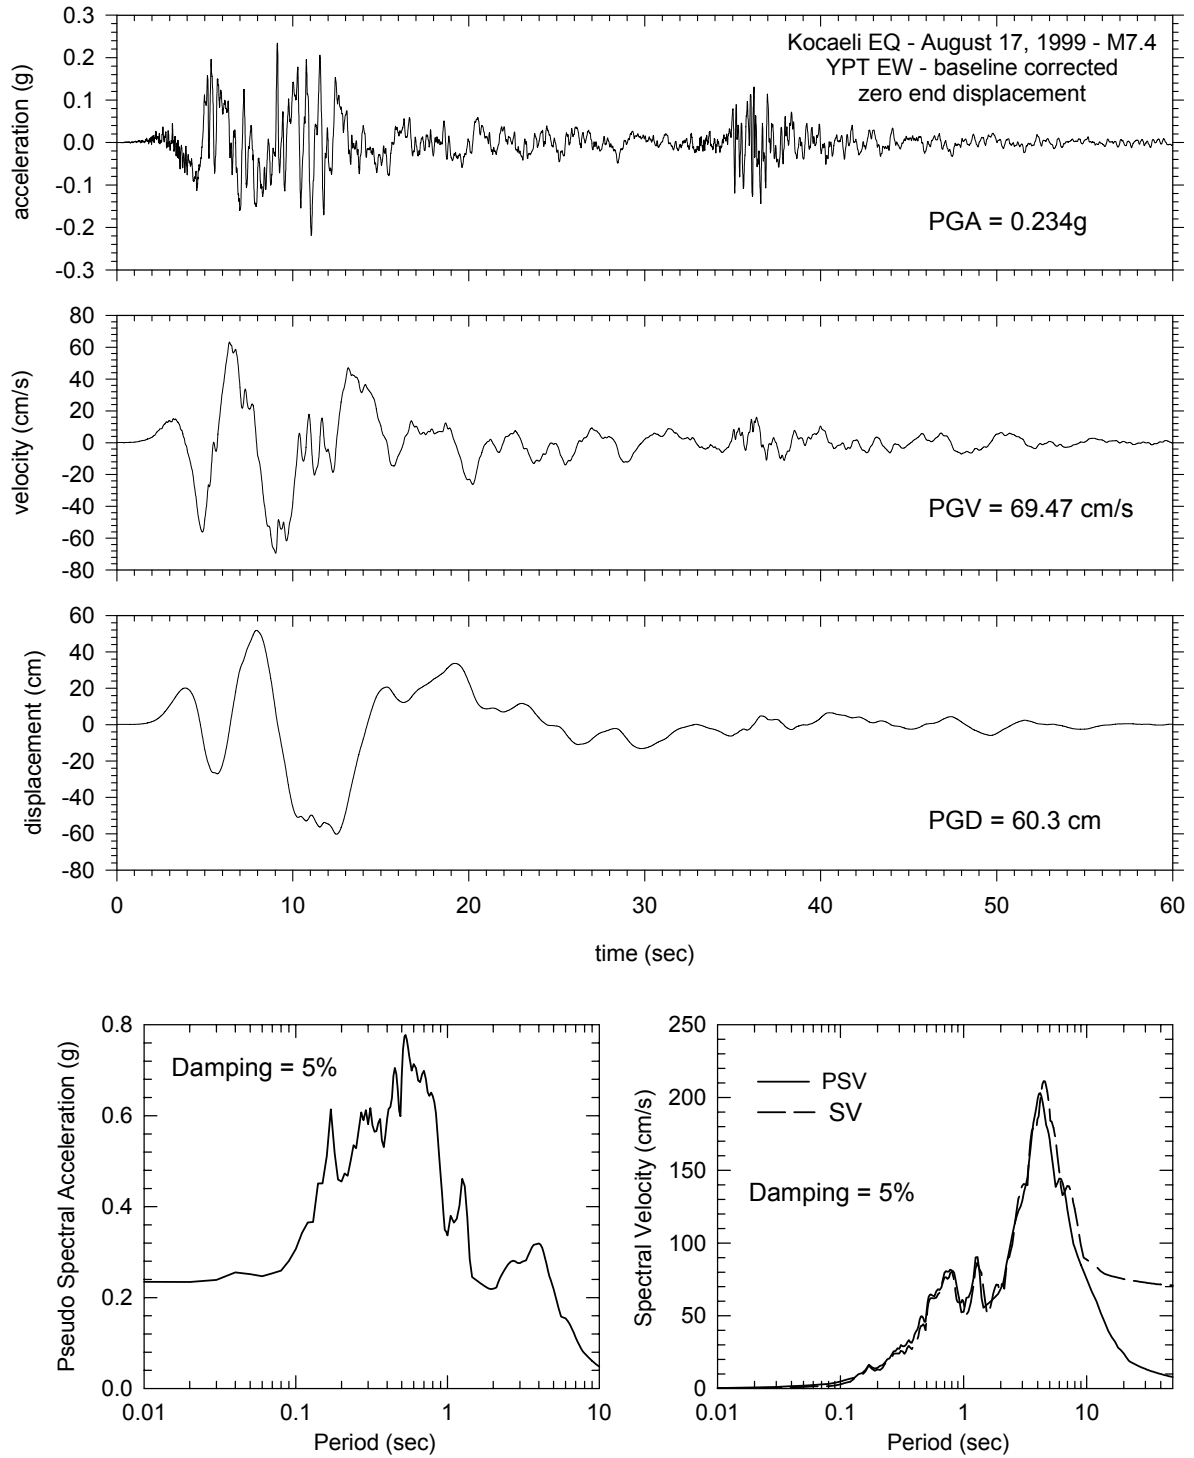 0.3
0.2
0.1
0.0
-0.1
-0.2
-0.3
acceleration (g)
Kocaeli EQ - August 17, 1999 - M7.4
YPT EW - baseline corrected
zero end displacement
PGA = 0.234g
80
60
40
20
0
-20
-40
-60
-80
velocity (cm/s)
PGV = 69.47 cm/s
60
40
20
0
-20
-40
-60
-80
displacement (cm)
PGD = 60.3 cm
0 10 20 30 40 50 60
time (sec)
0.8
0.6
0.4
0.2
0.0
Pseudo Spectral Acceleration (g)
Damping = 5%
0.01 0.1 1 10
Period (sec)
250
200
150
100
50
0
Spectral Velocity (cm/s)
PSV
SV
Damping = 5%
0.01 0.1 1 10
Period (sec)